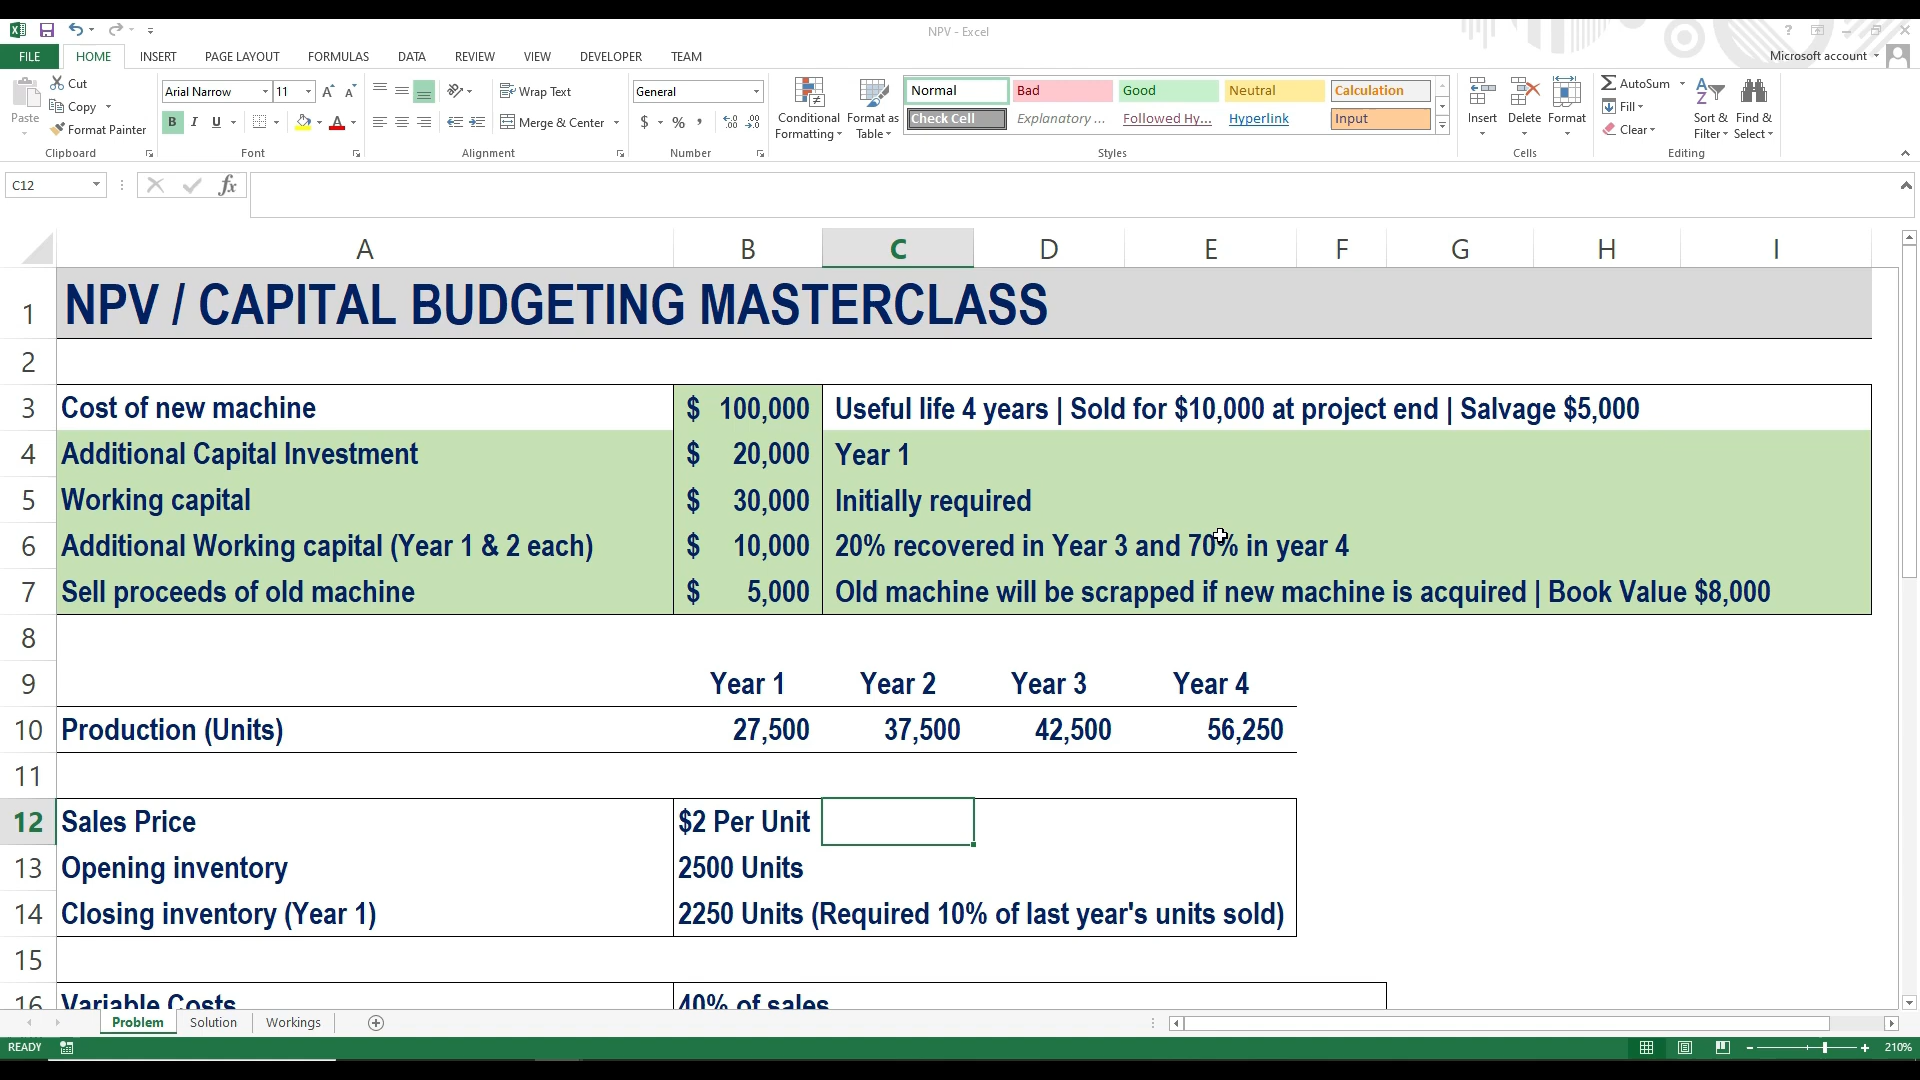 NPV - Excel
?
FILE HOME INSERT PAGE LAYOUT FORMULAS DATA REVIEW VIEW DEVELOPER TEAM
Microsoft account
Paste
Cut
Copy
Format Painter
Clipboard
Arial Narrow 11
B I U
Font
Wrap Text
Merge & Center
Alignment
General
$ % ,
Number
Conditional Formatting
Format as Table
Normal Bad Good Neutral Calculation
Check Cell Explanatory ... Followed Hy... Hyperlink Input
Styles
Insert Delete Format
Cells
AutoSum
Fill
Clear
Sort & Filter
Find & Select
Editing
C12
fx
A B C D E F G H I
1 NPV / CAPITAL BUDGETING MASTERCLASS
2
3 Cost of new machine $ 100,000 Useful life 4 years | Sold for $10,000 at project end | Salvage $5,000
4 Additional Capital Investment $ 20,000 Year 1
5 Working capital $ 30,000 Initially required
6 Additional Working capital (Year 1 & 2 each) $ 10,000 20% recovered in Year 3 and 70% in year 4
7 Sell proceeds of old machine $ 5,000 Old machine will be scrapped if new machine is acquired | Book Value $8,000
8
9 Year 1 Year 2 Year 3 Year 4
10 Production (Units) 27,500 37,500 42,500 56,250
11
12 Sales Price $2 Per Unit
13 Opening inventory 2500 Units
14 Closing inventory (Year 1) 2250 Units (Required 10% of last year's units sold)
15
16 Variable Costs 40% of sales
Problem Solution Workings
READY
210%